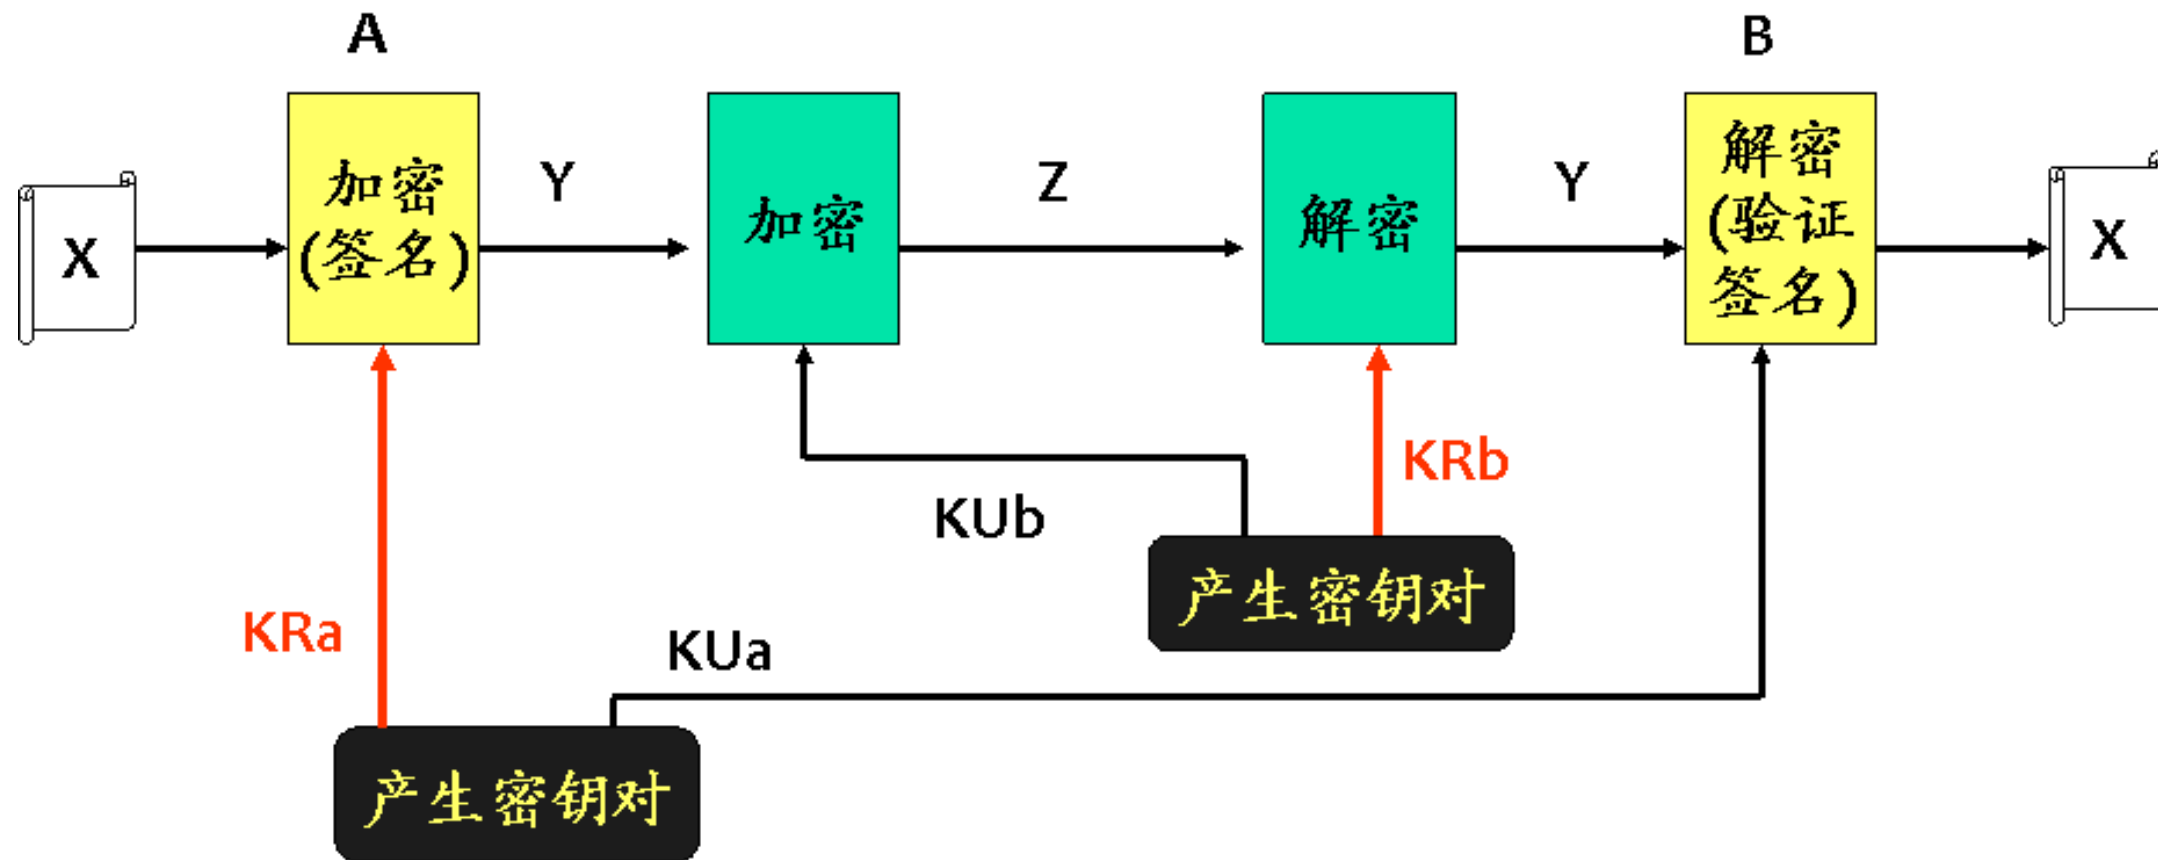 A
B
X
加密
(签名)
Y
加密
Z
解密
Y
解密
(验证
签名)
X
KRb
KUb
产生密钥对
KRa
KUa
产生密钥对